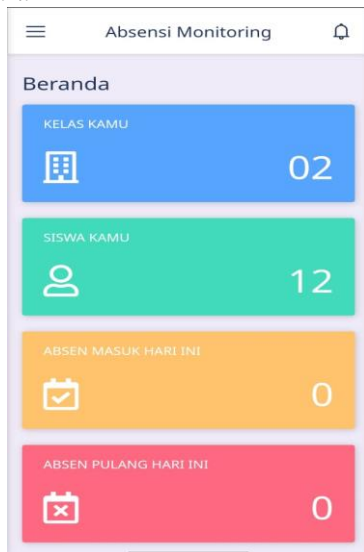 Absensi Monitoring
Beranda
KELAS KAMU
02
SISWA KAMU
12
ABSEN MASUK HARI INI
0
ABSEN PULANG HARI INI
0